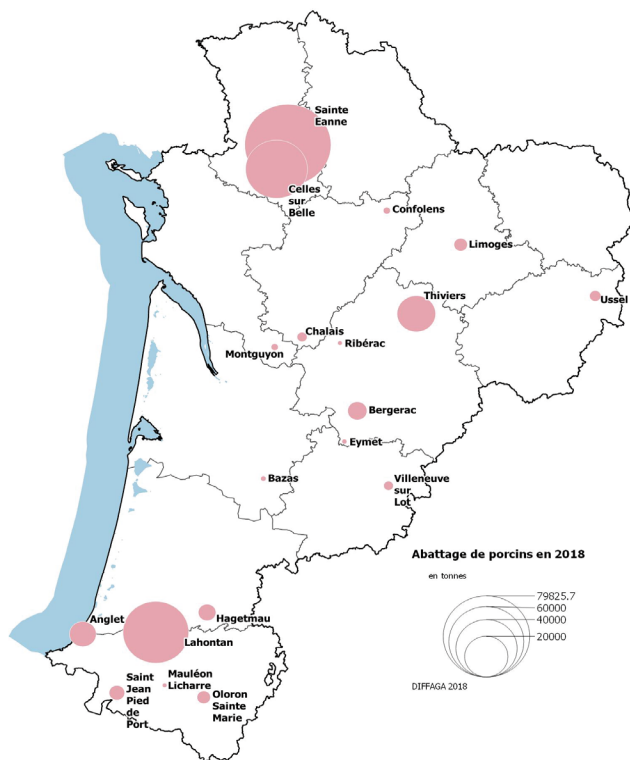 Sainte
Eanne
Celles
sur
Belle
Confolens
Limoges
Thiviers
Ussel
Chalais
Montguyon
Ribérac
Bergerac
Eymet
Bazas
Villeneuve
sur
Lot
Abattage de porcins en 2018
en tonnes
79825.7
60000
40000
20000
DIFFAGA 2018
Anglet
Hagetmau
Lahontan
Saint
Jean
Pied
de
Port
Mauléon
Licharre
Oloron
Sainte
Marie